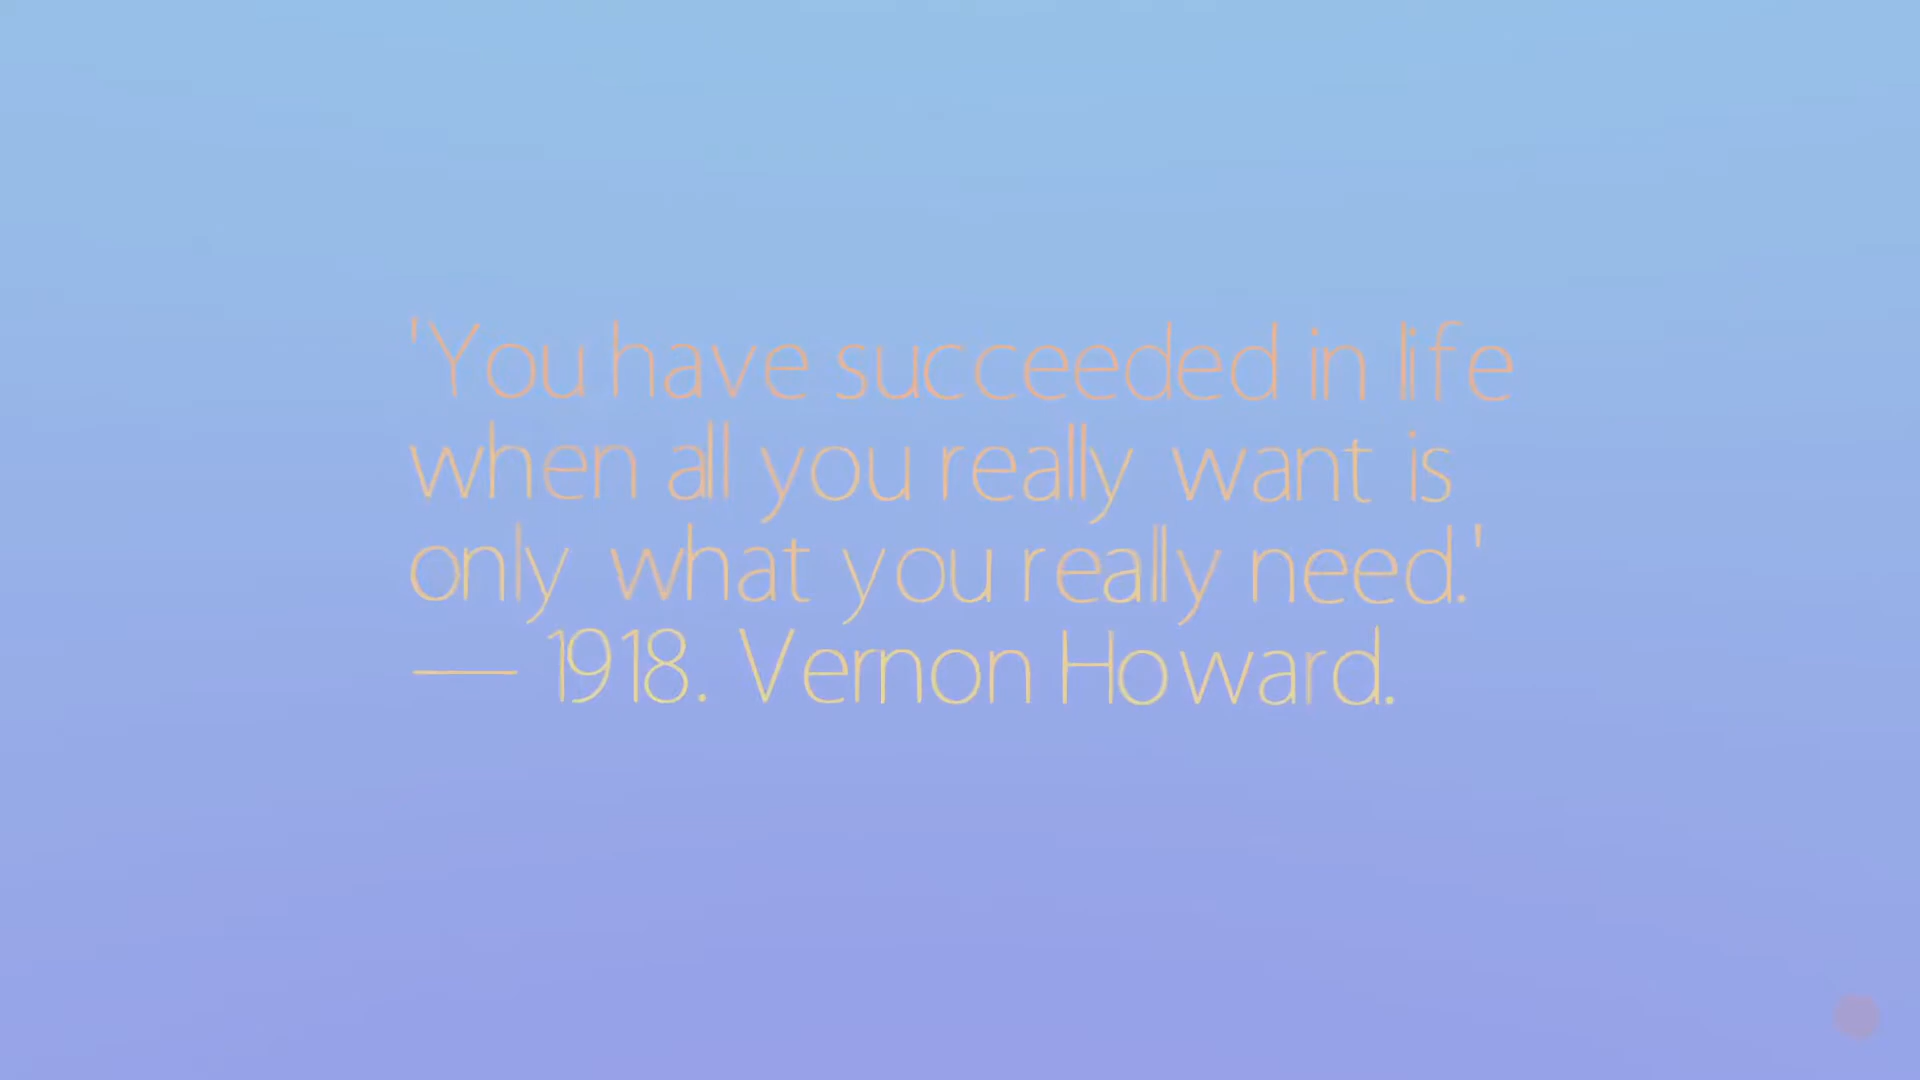 'You have succeeded in life
when all you really want is
only what you really need.'
— 1918. Vernon Howard.